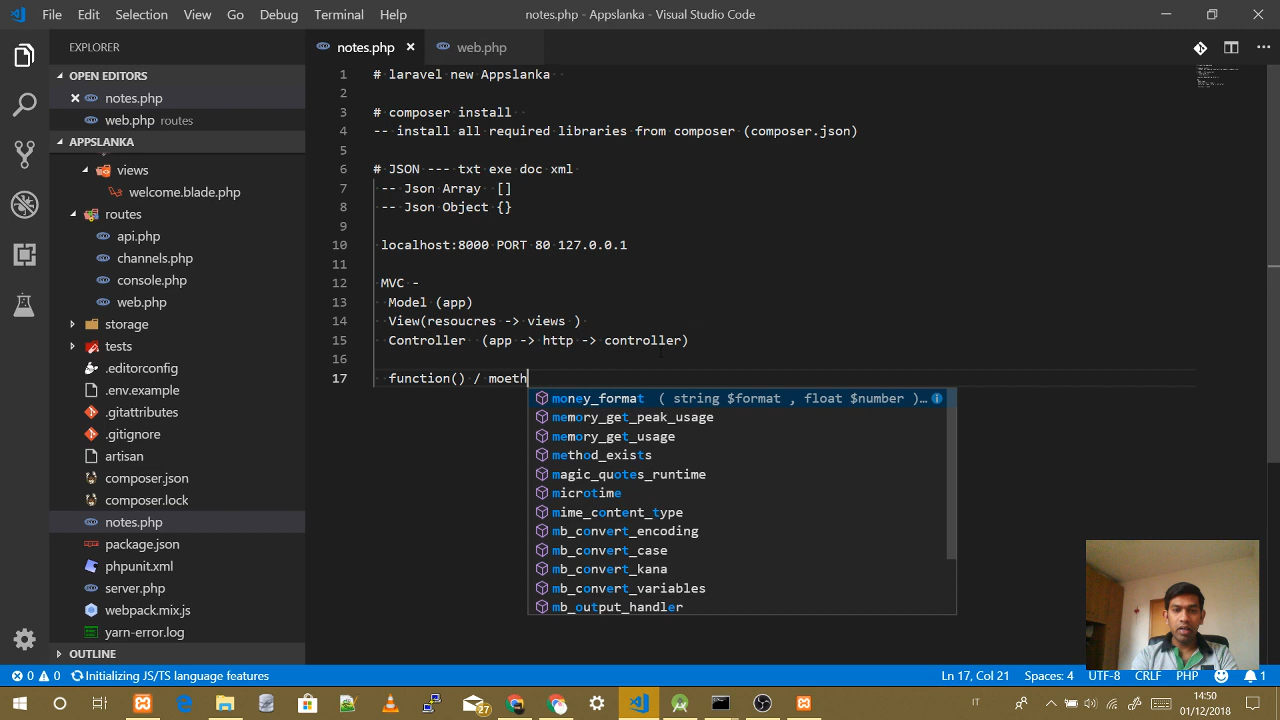 File Edit Selection View Go Debug Terminal Help
notes.php - Appslanka - Visual Studio Code
EXPLORER
OPEN EDITORS
notes.php
web.php routes
APPSLANKA
views
welcome.blade.php
routes
api.php
channels.php
console.php
web.php
storage
tests
.editorconfig
.env.example
.gitattributes
.gitignore
artisan
composer.json
composer.lock
notes.php
package.json
phpunit.xml
server.php
webpack.mix.js
yarn-error.log
OUTLINE
notes.php
web.php
1 # laravel new Appslanka
2
3 # composer install
4 -- install all required libraries from composer (composer.json)
5
6 # JSON --- txt exe doc xml
7 -- Json Array []
8 -- Json Object {}
9
10 localhost:8000 PORT 80 127.0.0.1
11
12 MVC -
13 Model (app)
14 View(resoucres -> views )
15 Controller (app -> http -> controller)
16
17 function() / moeth
money_format ( string $format , float $number )…
memory_get_peak_usage
memory_get_usage
method_exists
magic_quotes_runtime
microtime
mime_content_type
mb_convert_encoding
mb_convert_case
mb_convert_kana
mb_convert_variables
mb_output_handler
0 0 Initializing JS/TS language features
Ln 17, Col 21 Spaces: 4 UTF-8 CRLF PHP 1
17
IT
14:50
01/12/2018